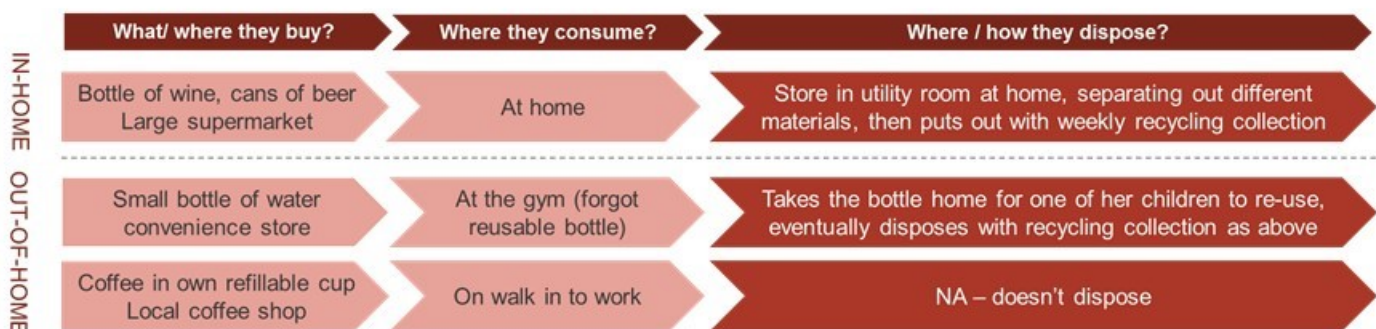 What/ where they buy?
Where they consume?
Where / how they dispose?
IN-HOME
Bottle of wine, cans of beer
Large supermarket
At home
Store in utility room at home, separating out different
materials, then puts out with weekly recycling collection
OUT-OF-HOME
Small bottle of water
convenience store
At the gym (forgot
reusable bottle)
Takes the bottle home for one of her children to re-use,
eventually disposes with recycling collection as above
Coffee in own refillable cup
Local coffee shop
On walk in to work
NA – doesn't dispose